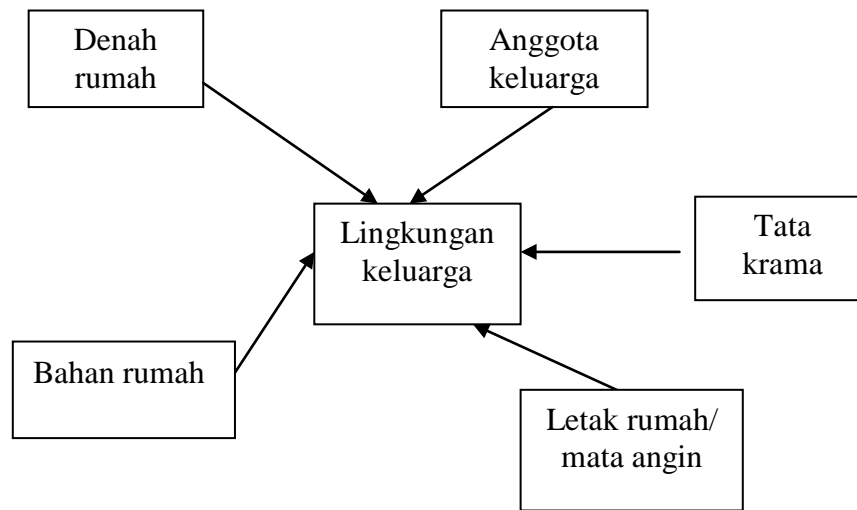 Denah
rumah
Anggota
keluarga
Lingkungan
keluarga
Tata
krama
Bahan rumah
Letak rumah/
mata angin